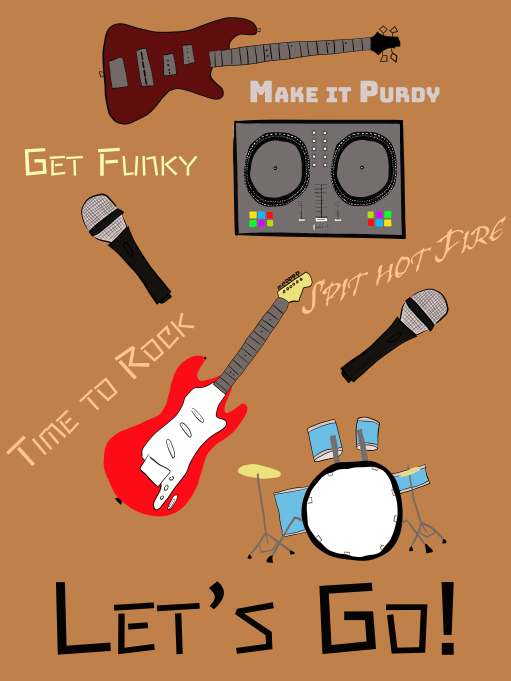 Make it Purdy
Get Funky
Spit hot Fire
Time to Rock
Let's Go!